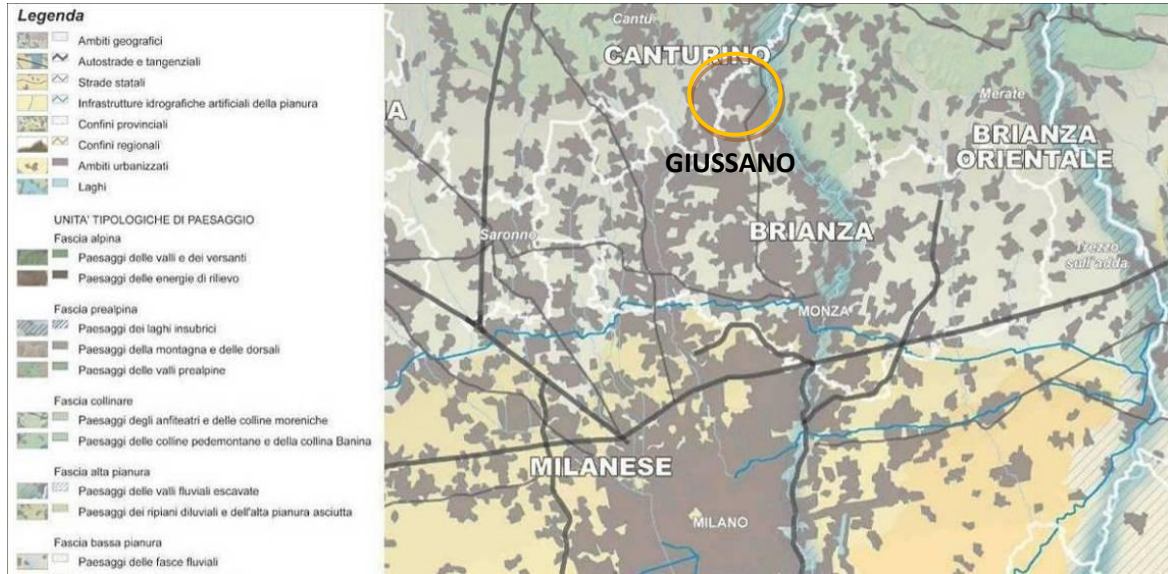 Legenda
Ambiti geografici
Autostrade e tangenziali
Strade statali
Infrastrutture idrografiche artificiali della pianura
Confini provinciali
Confini regionali
Ambiti urbanizzati
Laghi
UNITA' TIPOLOGICHE DI PAESAGGIO
Fascia alpina
Paesaggi delle valli e dei versanti
Paesaggi delle energie di rilievo
Fascia prealpina
Paesaggi dei laghi insubrici
Paesaggi della montagna e delle dorsali
Paesaggi delle valli prealpine
Fascia collinare
Paesaggi degli anfiteatri e delle colline moreniche
Paesaggi delle colline pedemontane e della collina Banina
Fascia alta pianura
Paesaggi delle valli fluviali escavate
Paesaggi dei ripiani diluviali e dell'alta pianura asciutta
Fascia bassa pianura
Paesaggi delle fasce fluviali
Cantù
CANTURINO
Merate
A
BRIANZA
ORIENTALE
GIUSSANO
Saronno
BRIANZA
Trezzo
sull'adda
MONZA
MILANESE
MILANO